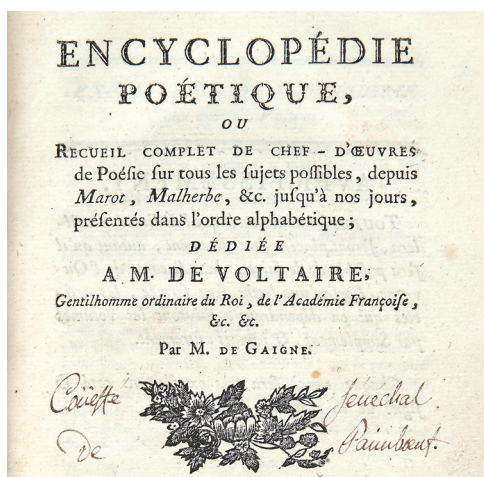 ENCYCLOPÉDIE
POÉTIQUE,
OU
RECUEIL COMPLET DE CHEF-D'ŒUVRES
de Poésie sur tous les sujets poſſibles, depuis
Marot, Malherbe, &c. juſqu'à nos jours,
préſentés dans l'ordre alphabétique;
DÉDIÉE
A M. DE VOLTAIRE,
Gentilhomme ordinaire du Roi, de l'Académie Françoiſe,
&c. &c.
Par M. DE GAIGNE.
Coüeſſte Senechal
De Paimbœuf.